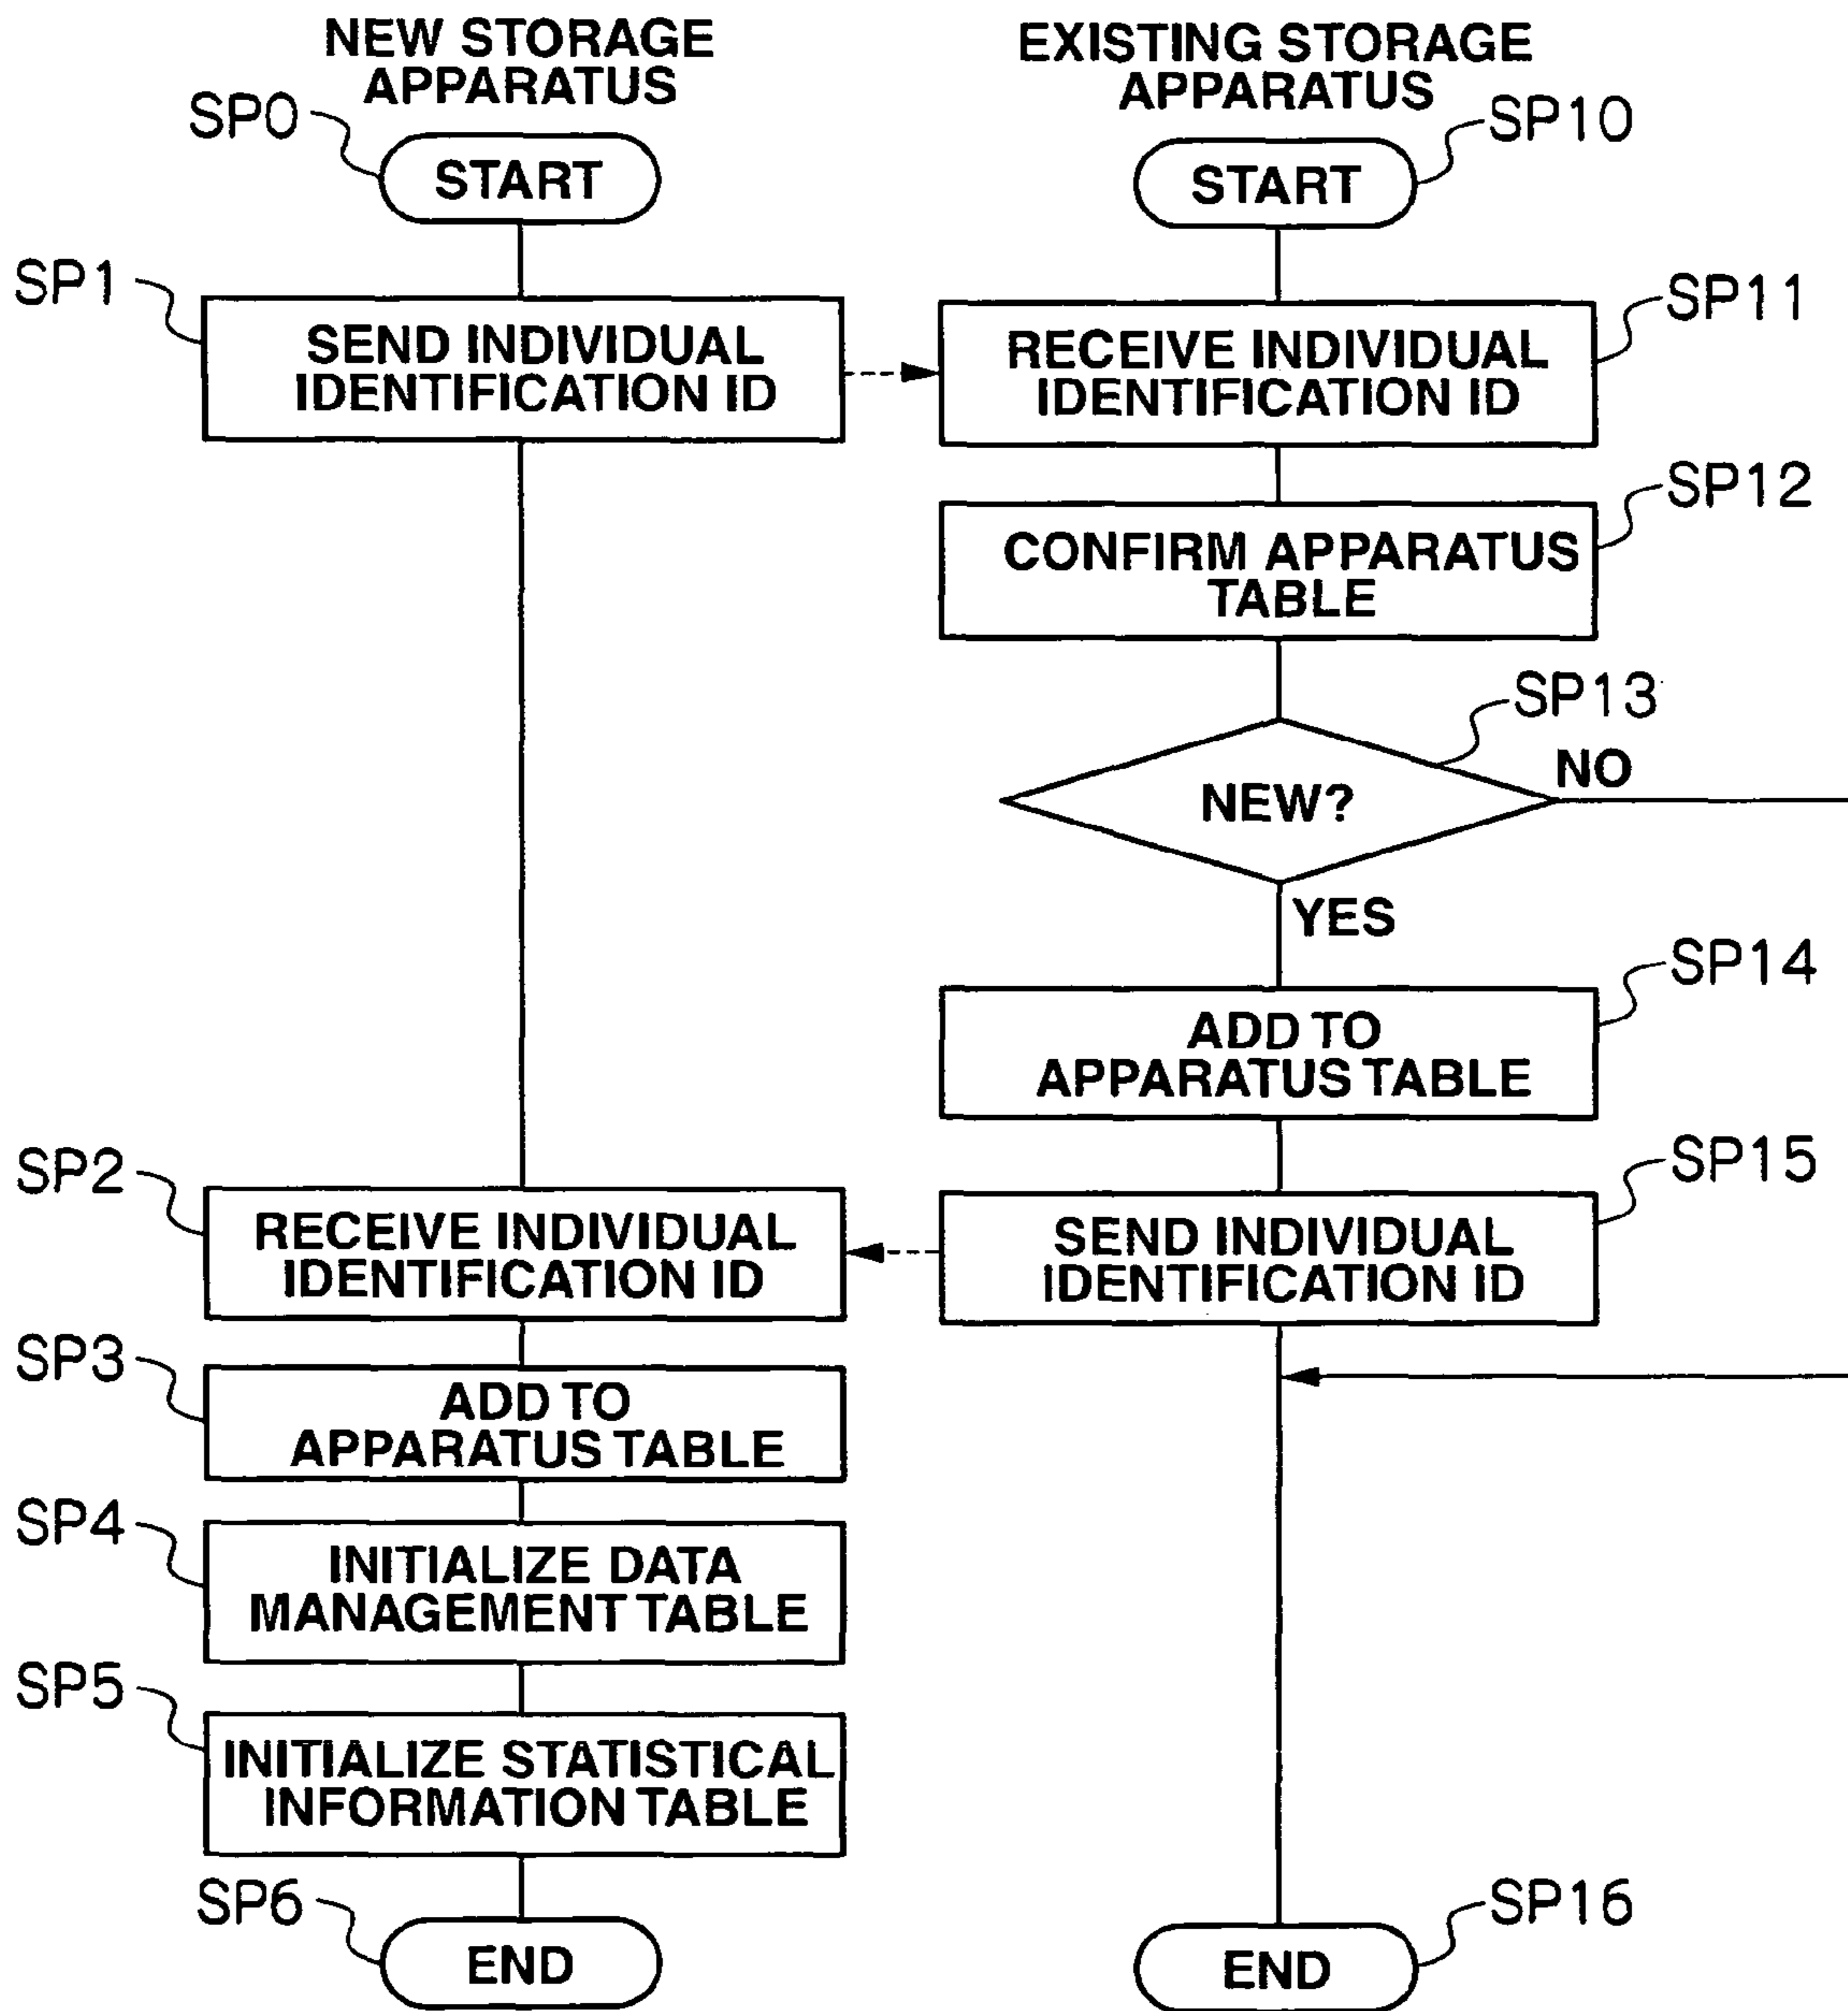 NEW STORAGE
APPARATUS
EXISTING STORAGE
APPARATUS
SP0
START
SP10
START
SP1
SEND INDIVIDUAL
IDENTIFICATION ID
SP11
RECEIVE INDIVIDUAL
IDENTIFICATION ID
SP12
CONFIRM APPARATUS
TABLE
SP13
NEW?
NO
YES
SP14
ADD TO
APPARATUS TABLE
SP2
RECEIVE INDIVIDUAL
IDENTIFICATION ID
SP15
SEND INDIVIDUAL
IDENTIFICATION ID
SP3
ADD TO
APPARATUS TABLE
SP4
INITIALIZE DATA
MANAGEMENT TABLE
SP5
INITIALIZE STATISTICAL
INFORMATION TABLE
SP6
END
SP16
END